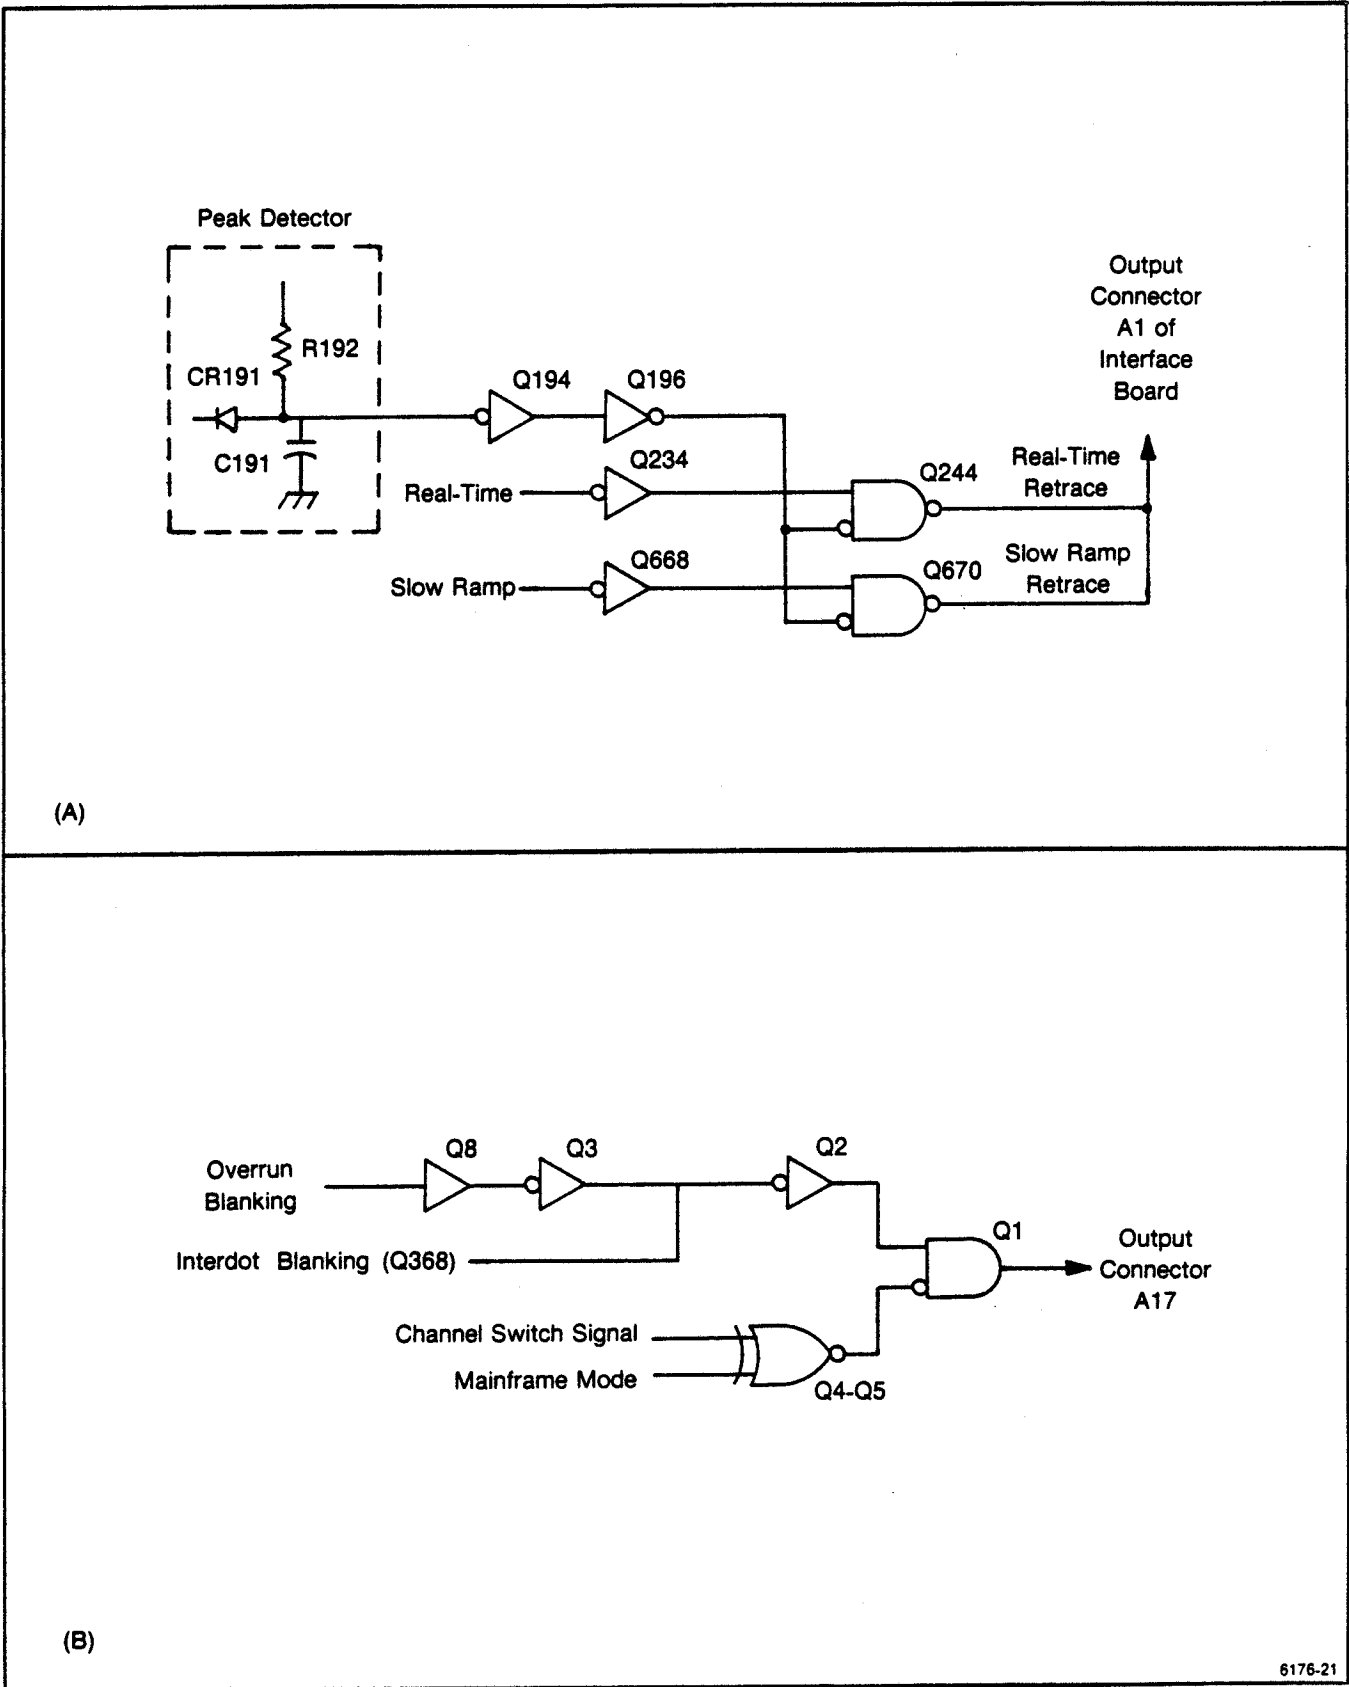 Peak Detector
R192
CR191
C191
Q194
Q196
Q234
Real-Time
Q668
Slow Ramp
Q244
Q670
Real-Time
Retrace
Slow Ramp
Retrace
Output
Connector
A1 of
Interface
Board
(A)
Overrun
Blanking
Q8
Q3
Q2
Interdot Blanking (Q368)
Q1
Output
Connector
A17
Channel Switch Signal
Mainframe Mode
Q4-Q5
(B)
6176-21